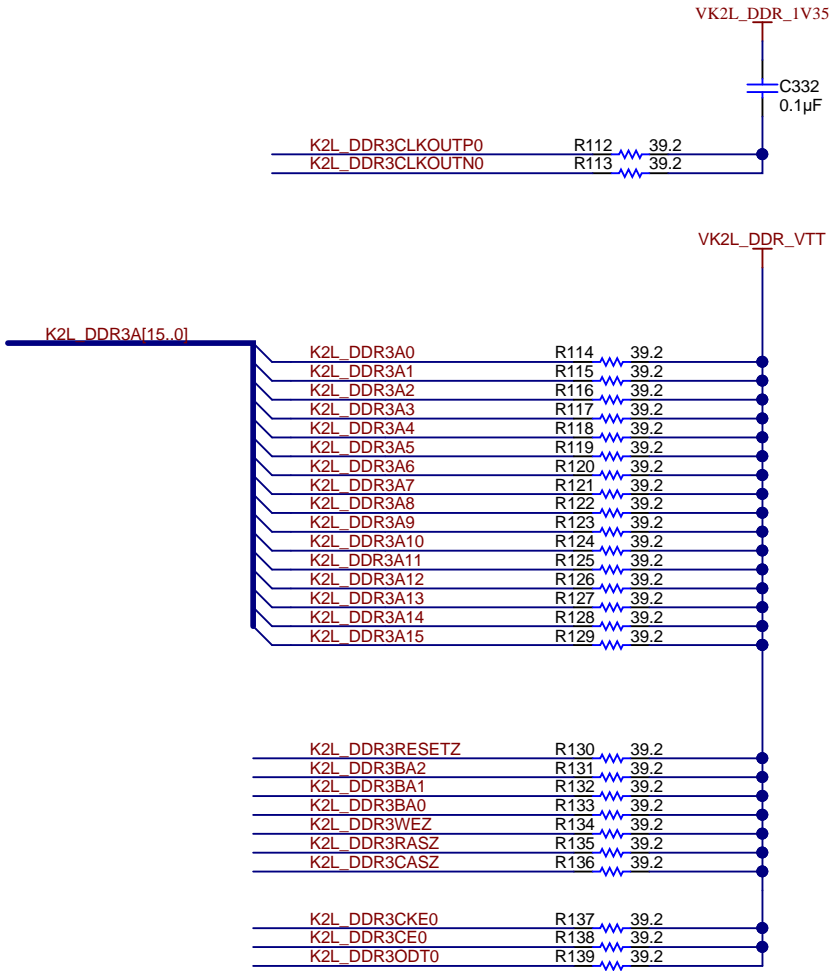 VK2L_DDR_1V35
C332
0.1µF
K2L_DDR3CLKOUTP0 R112 39.2
K2L_DDR3CLKOUTN0 R113 39.2
VK2L_DDR_VTT
K2L_DDR3A[15..0]
K2L_DDR3A0 R114 39.2
K2L_DDR3A1 R115 39.2
K2L_DDR3A2 R116 39.2
K2L_DDR3A3 R117 39.2
K2L_DDR3A4 R118 39.2
K2L_DDR3A5 R119 39.2
K2L_DDR3A6 R120 39.2
K2L_DDR3A7 R121 39.2
K2L_DDR3A8 R122 39.2
K2L_DDR3A9 R123 39.2
K2L_DDR3A10 R124 39.2
K2L_DDR3A11 R125 39.2
K2L_DDR3A12 R126 39.2
K2L_DDR3A13 R127 39.2
K2L_DDR3A14 R128 39.2
K2L_DDR3A15 R129 39.2
K2L_DDR3RESETZ R130 39.2
K2L_DDR3BA2 R131 39.2
K2L_DDR3BA1 R132 39.2
K2L_DDR3BA0 R133 39.2
K2L_DDR3WEZ R134 39.2
K2L_DDR3RASZ R135 39.2
K2L_DDR3CASZ R136 39.2
K2L_DDR3CKE0 R137 39.2
K2L_DDR3CE0 R138 39.2
K2L_DDR3ODT0 R139 39.2